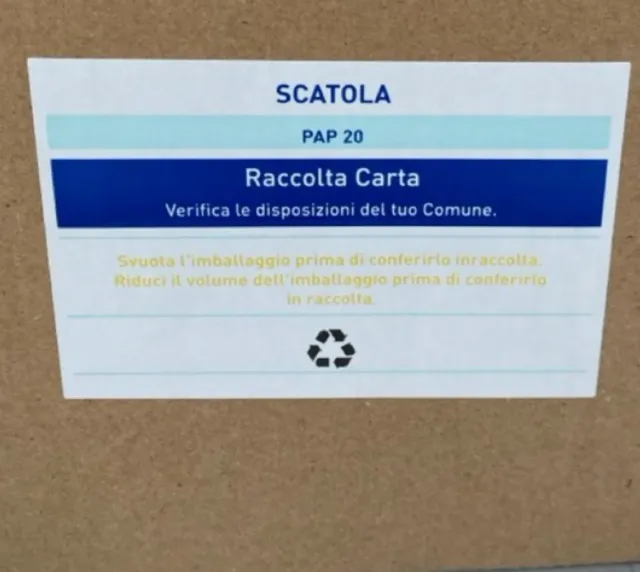 SCATOLA
PAP 20
Raccolta Carta
Verifica le disposizioni del tuo Comune.
Svuota l'imballaggio prima di conferirlo inraccolta.
Riduci il volume dell'imballaggio prima di conferirlo
in raccolta.